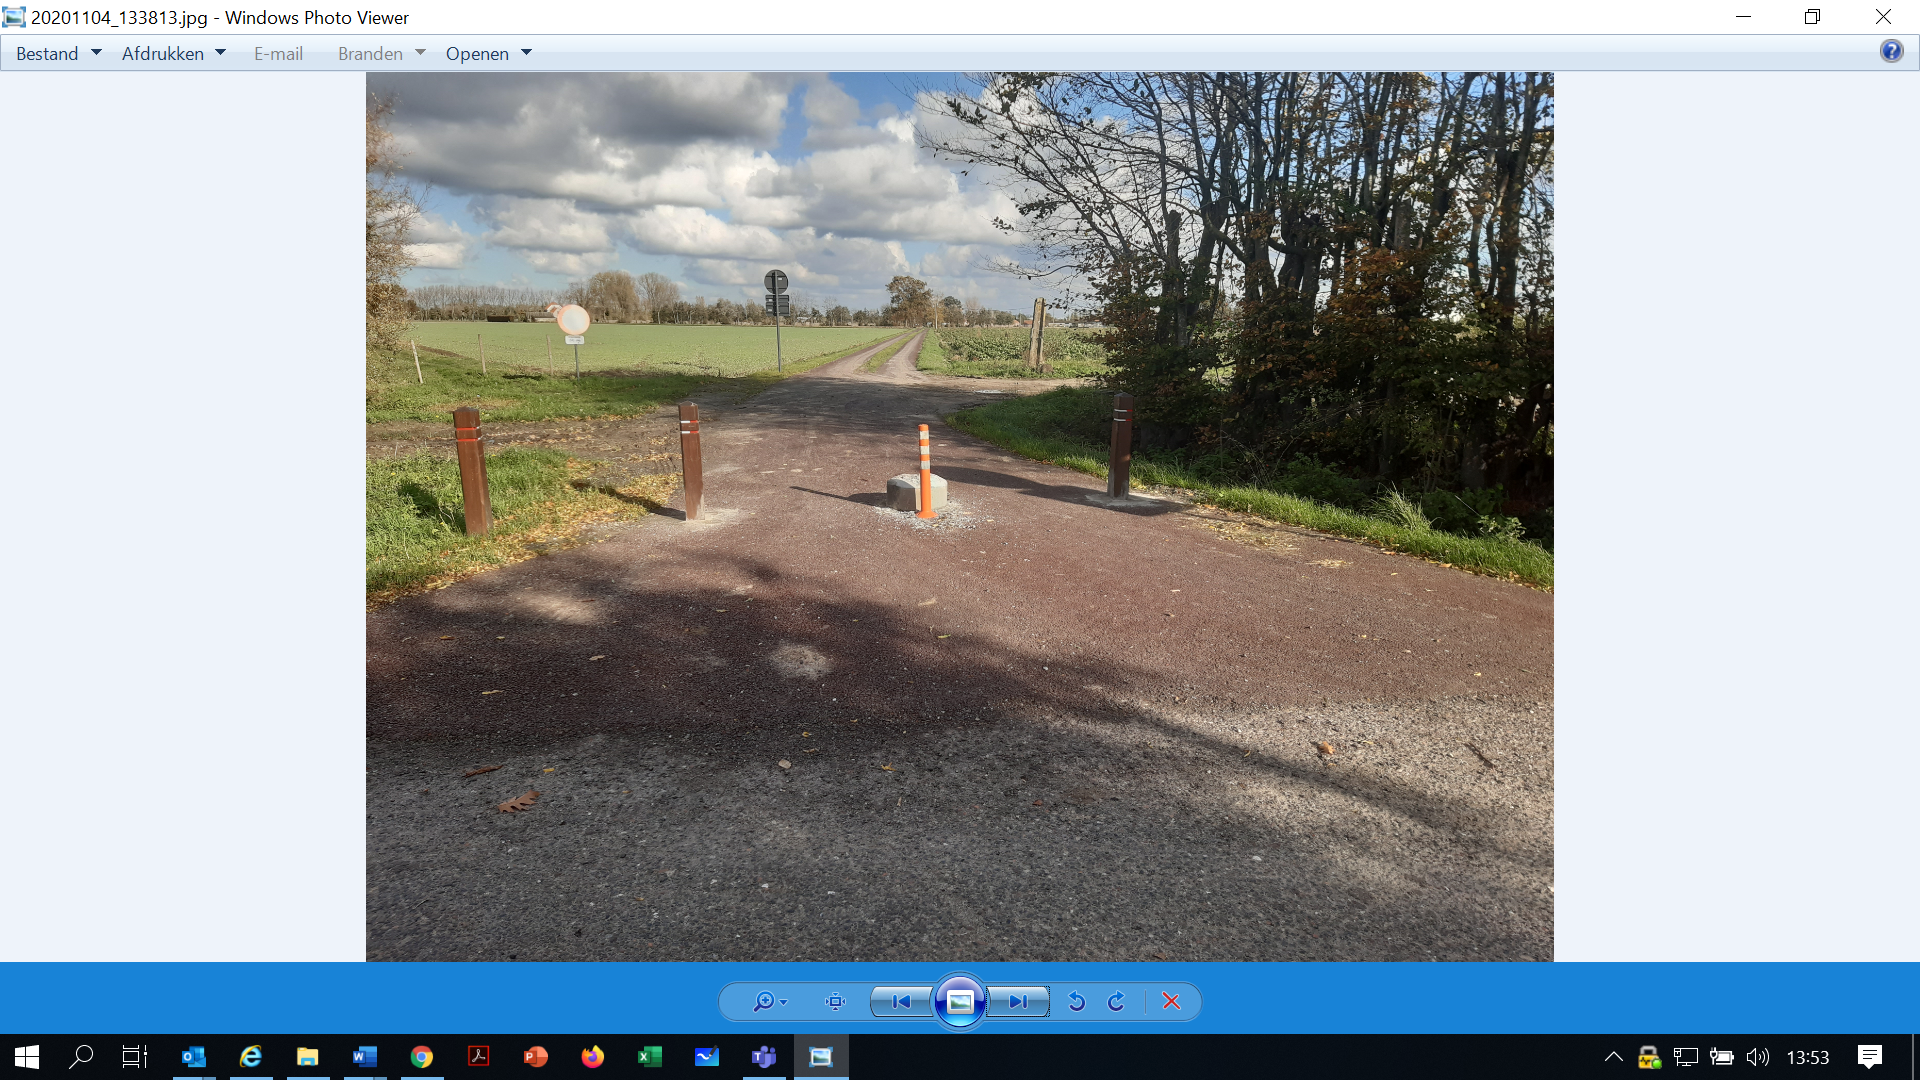 20201104_133813.jpg - Windows Photo Viewer
Bestand Afdrukken E-mail Branden Openen
13:53